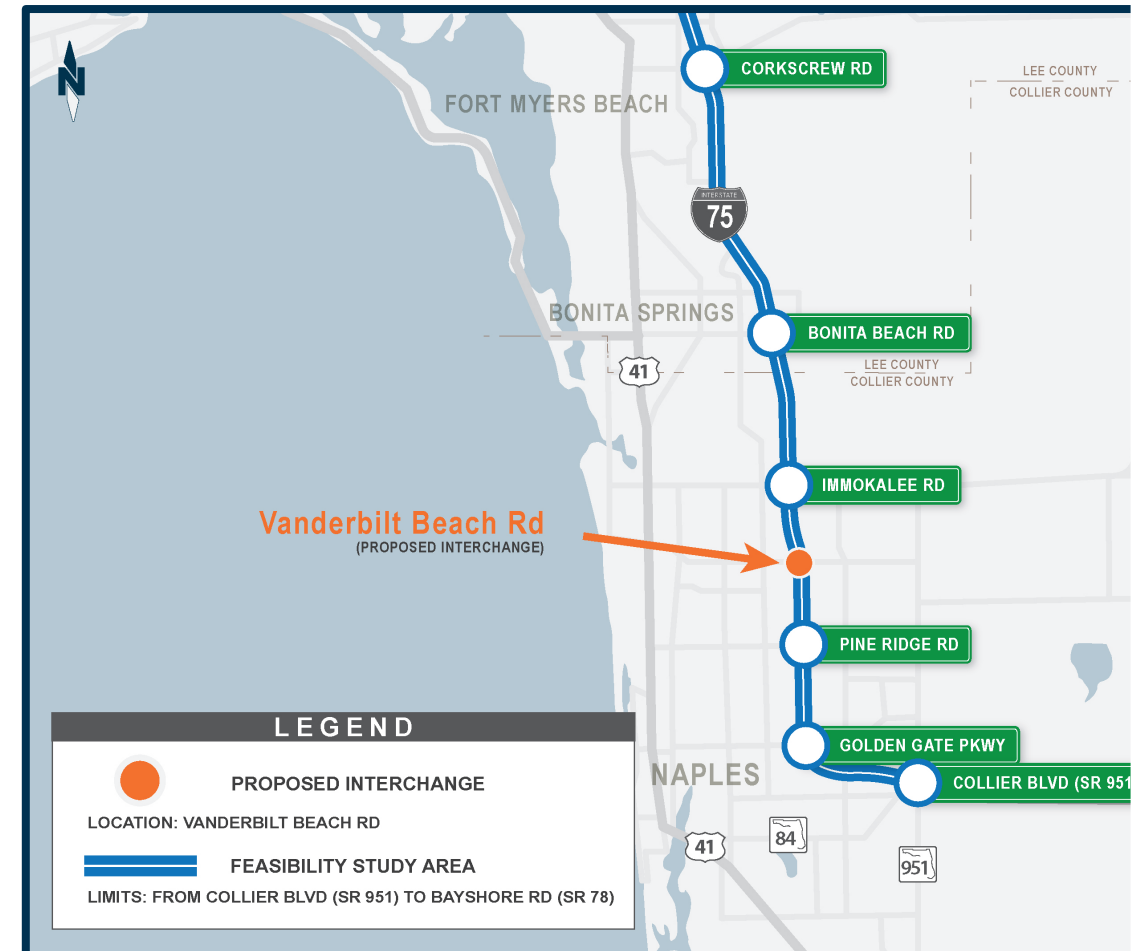 N
CORKSCREW RD
LEE COUNTY
COLLIER COUNTY
FORT MYERS BEACH
INTERSTATE
75
BONITA SPRINGS
BONITA BEACH RD
LEE COUNTY
COLLIER COUNTY
41
IMMOKALEE RD
Vanderbilt Beach Rd
(PROPOSED INTERCHANGE)
PINE RIDGE RD
GOLDEN GATE PKWY
NAPLES
COLLIER BLVD (SR 951
84
41
951
LEGEND
PROPOSED INTERCHANGE
LOCATION: VANDERBILT BEACH RD
FEASIBILITY STUDY AREA
LIMITS: FROM COLLIER BLVD (SR 951) TO BAYSHORE RD (SR 78)